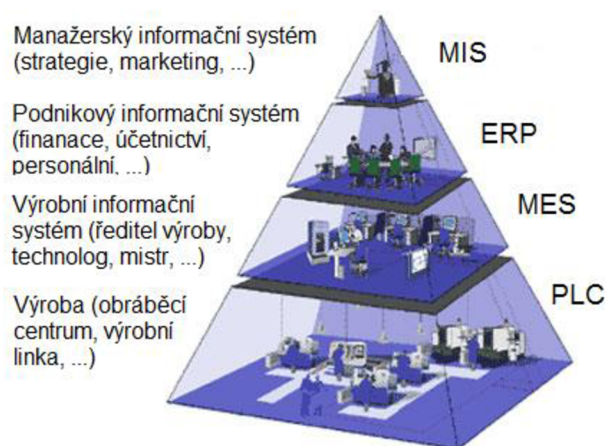 Manažerský informační systém
(strategie, marketing, ...)
MIS
Podnikový informační systém
(finanace, účetnictví,
personální, ...)
ERP
Výrobní informační
systém (ředitel výroby,
technolog, mistr, ...)
MES
Výroba (obráběcí
centrum, výrobní
linka, ...)
PLC